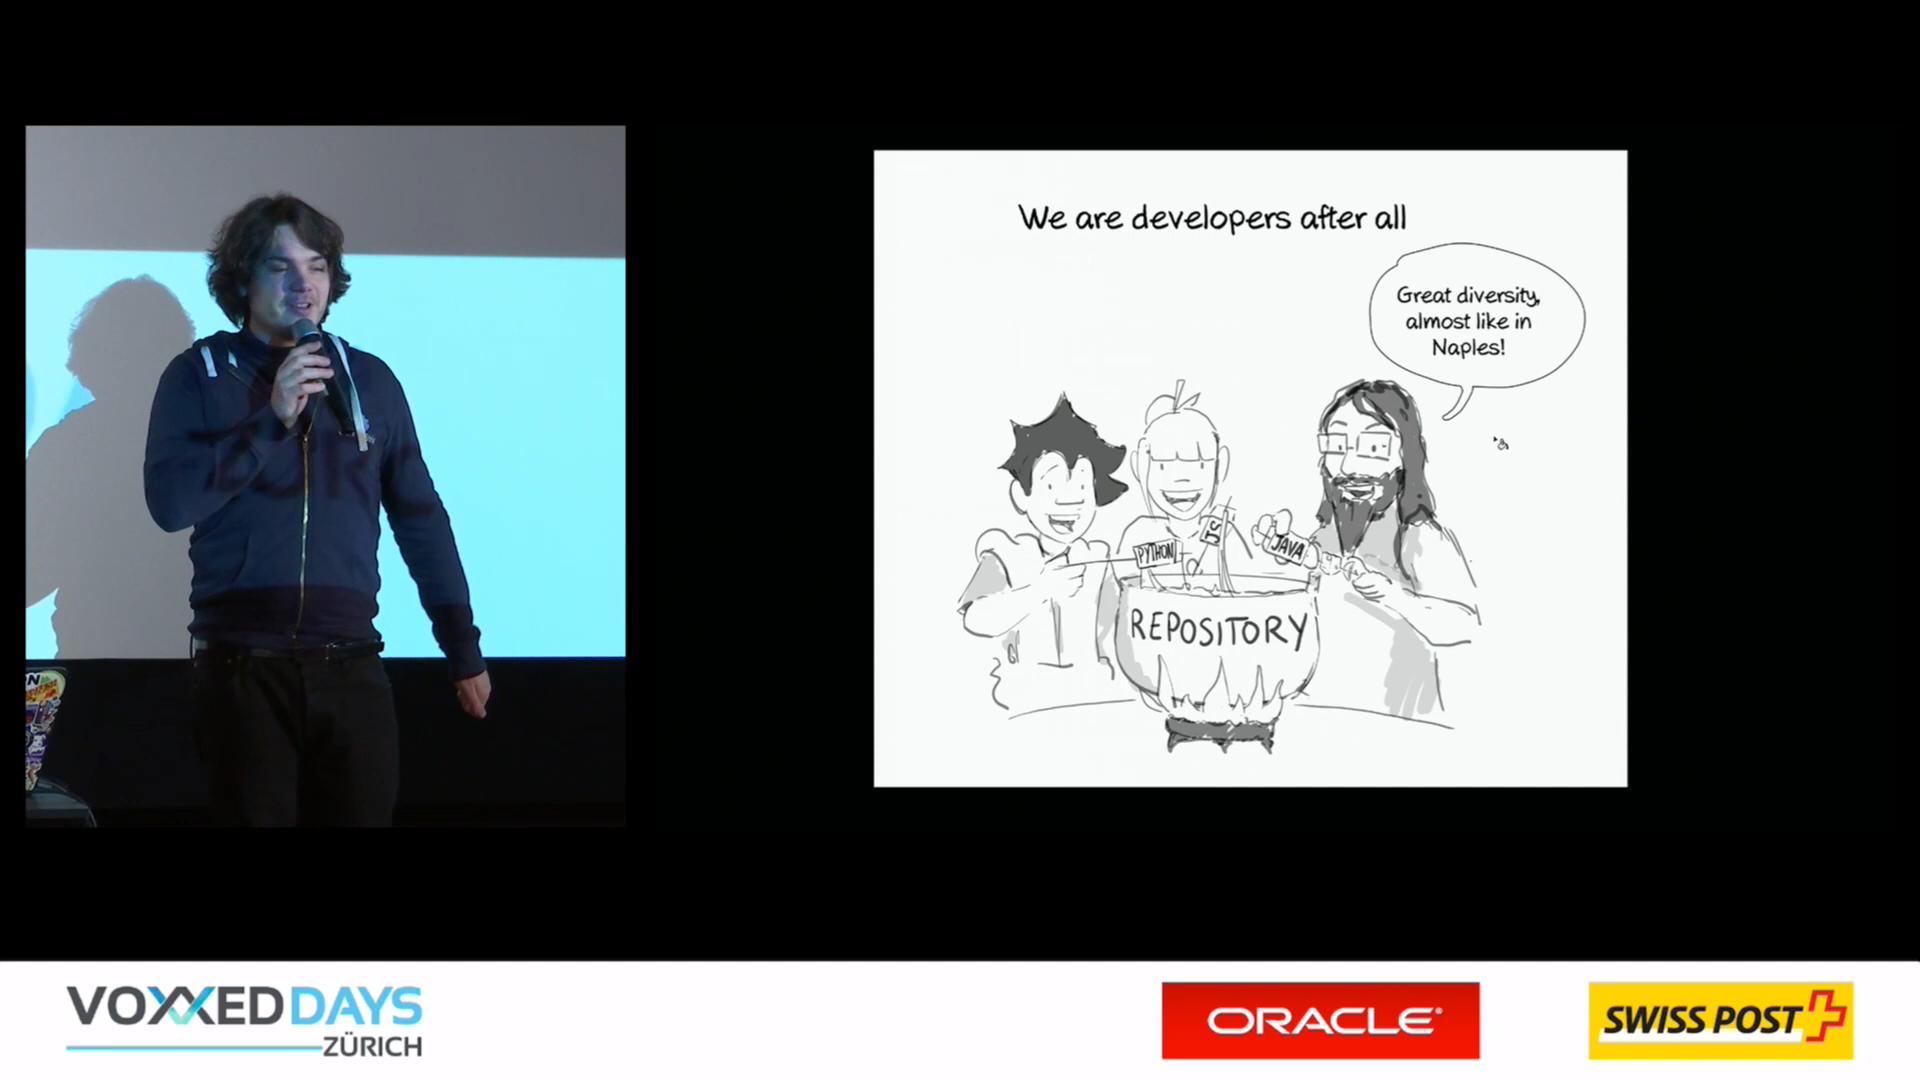 We are developers after all
Great diversity,
almost like in
Naples!
PYTHON
JS
JAVA
REPOSITORY
VOXXED DAYS
ZÜRICH
ORACLE®
SWISS POST